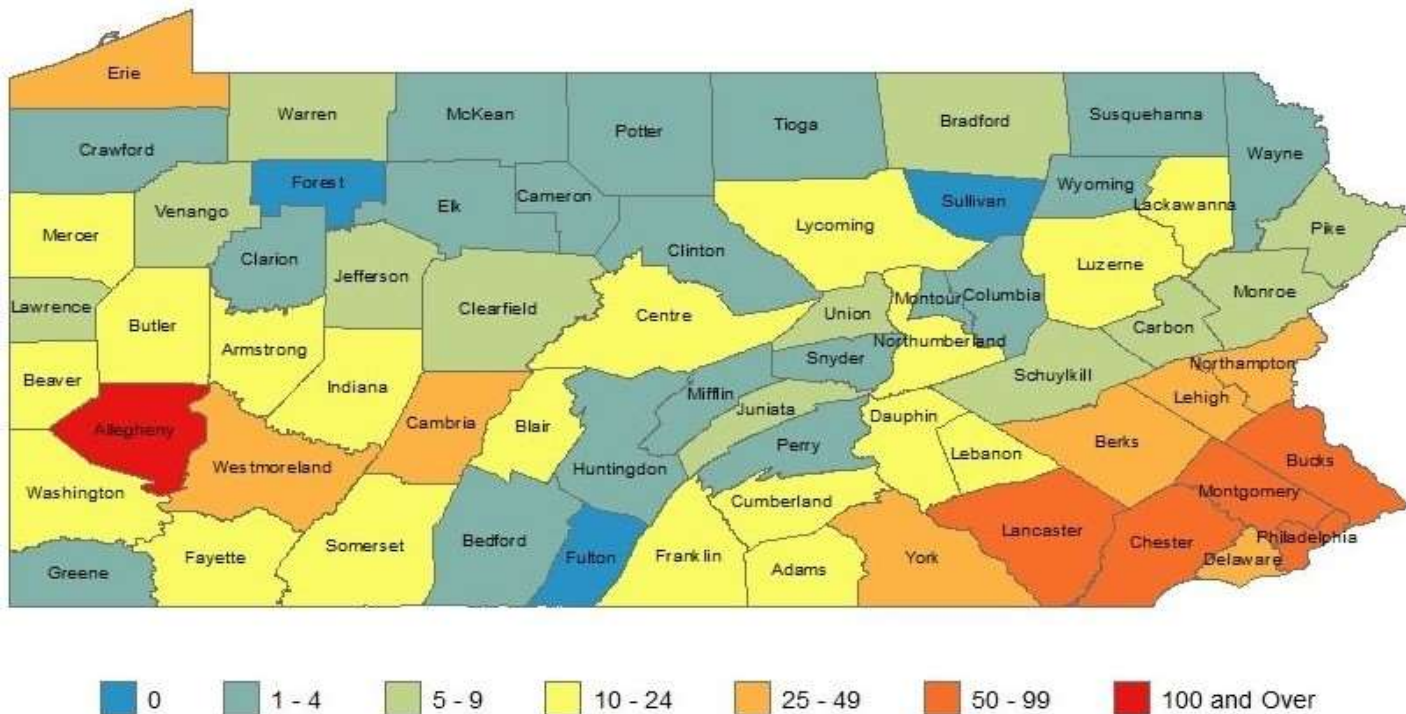 Erie
Warren
McKean
Potter
Tioga
Bradford
Susquehanna
Wayne
Crawford
Forest
Elk
Cameron
Sullivan
Wyoming
Lackawanna
Venango
Mercer
Clarion
Jefferson
Clinton
Lycoming
Pike
Luzerne
Lawrence
Butler
Clearfield
Centre
Union
Montour
Columbia
Monroe
Carbon
Armstrong
Northumberland
Beaver
Indiana
Snyder
Schuylkill
Northampton
Allegheny
Cambria
Blair
Mifflin
Juniata
Dauphin
Lehigh
Westmoreland
Huntingdon
Perry
Lebanon
Berks
Bucks
Washington
Cumberland
Montgomery
Greene
Fayette
Somerset
Bedford
Fulton
Franklin
Adams
York
Lancaster
Chester
Delaware
Philadelphia
0
1 - 4
5 - 9
10 - 24
25 - 49
50 - 99
100 and Over